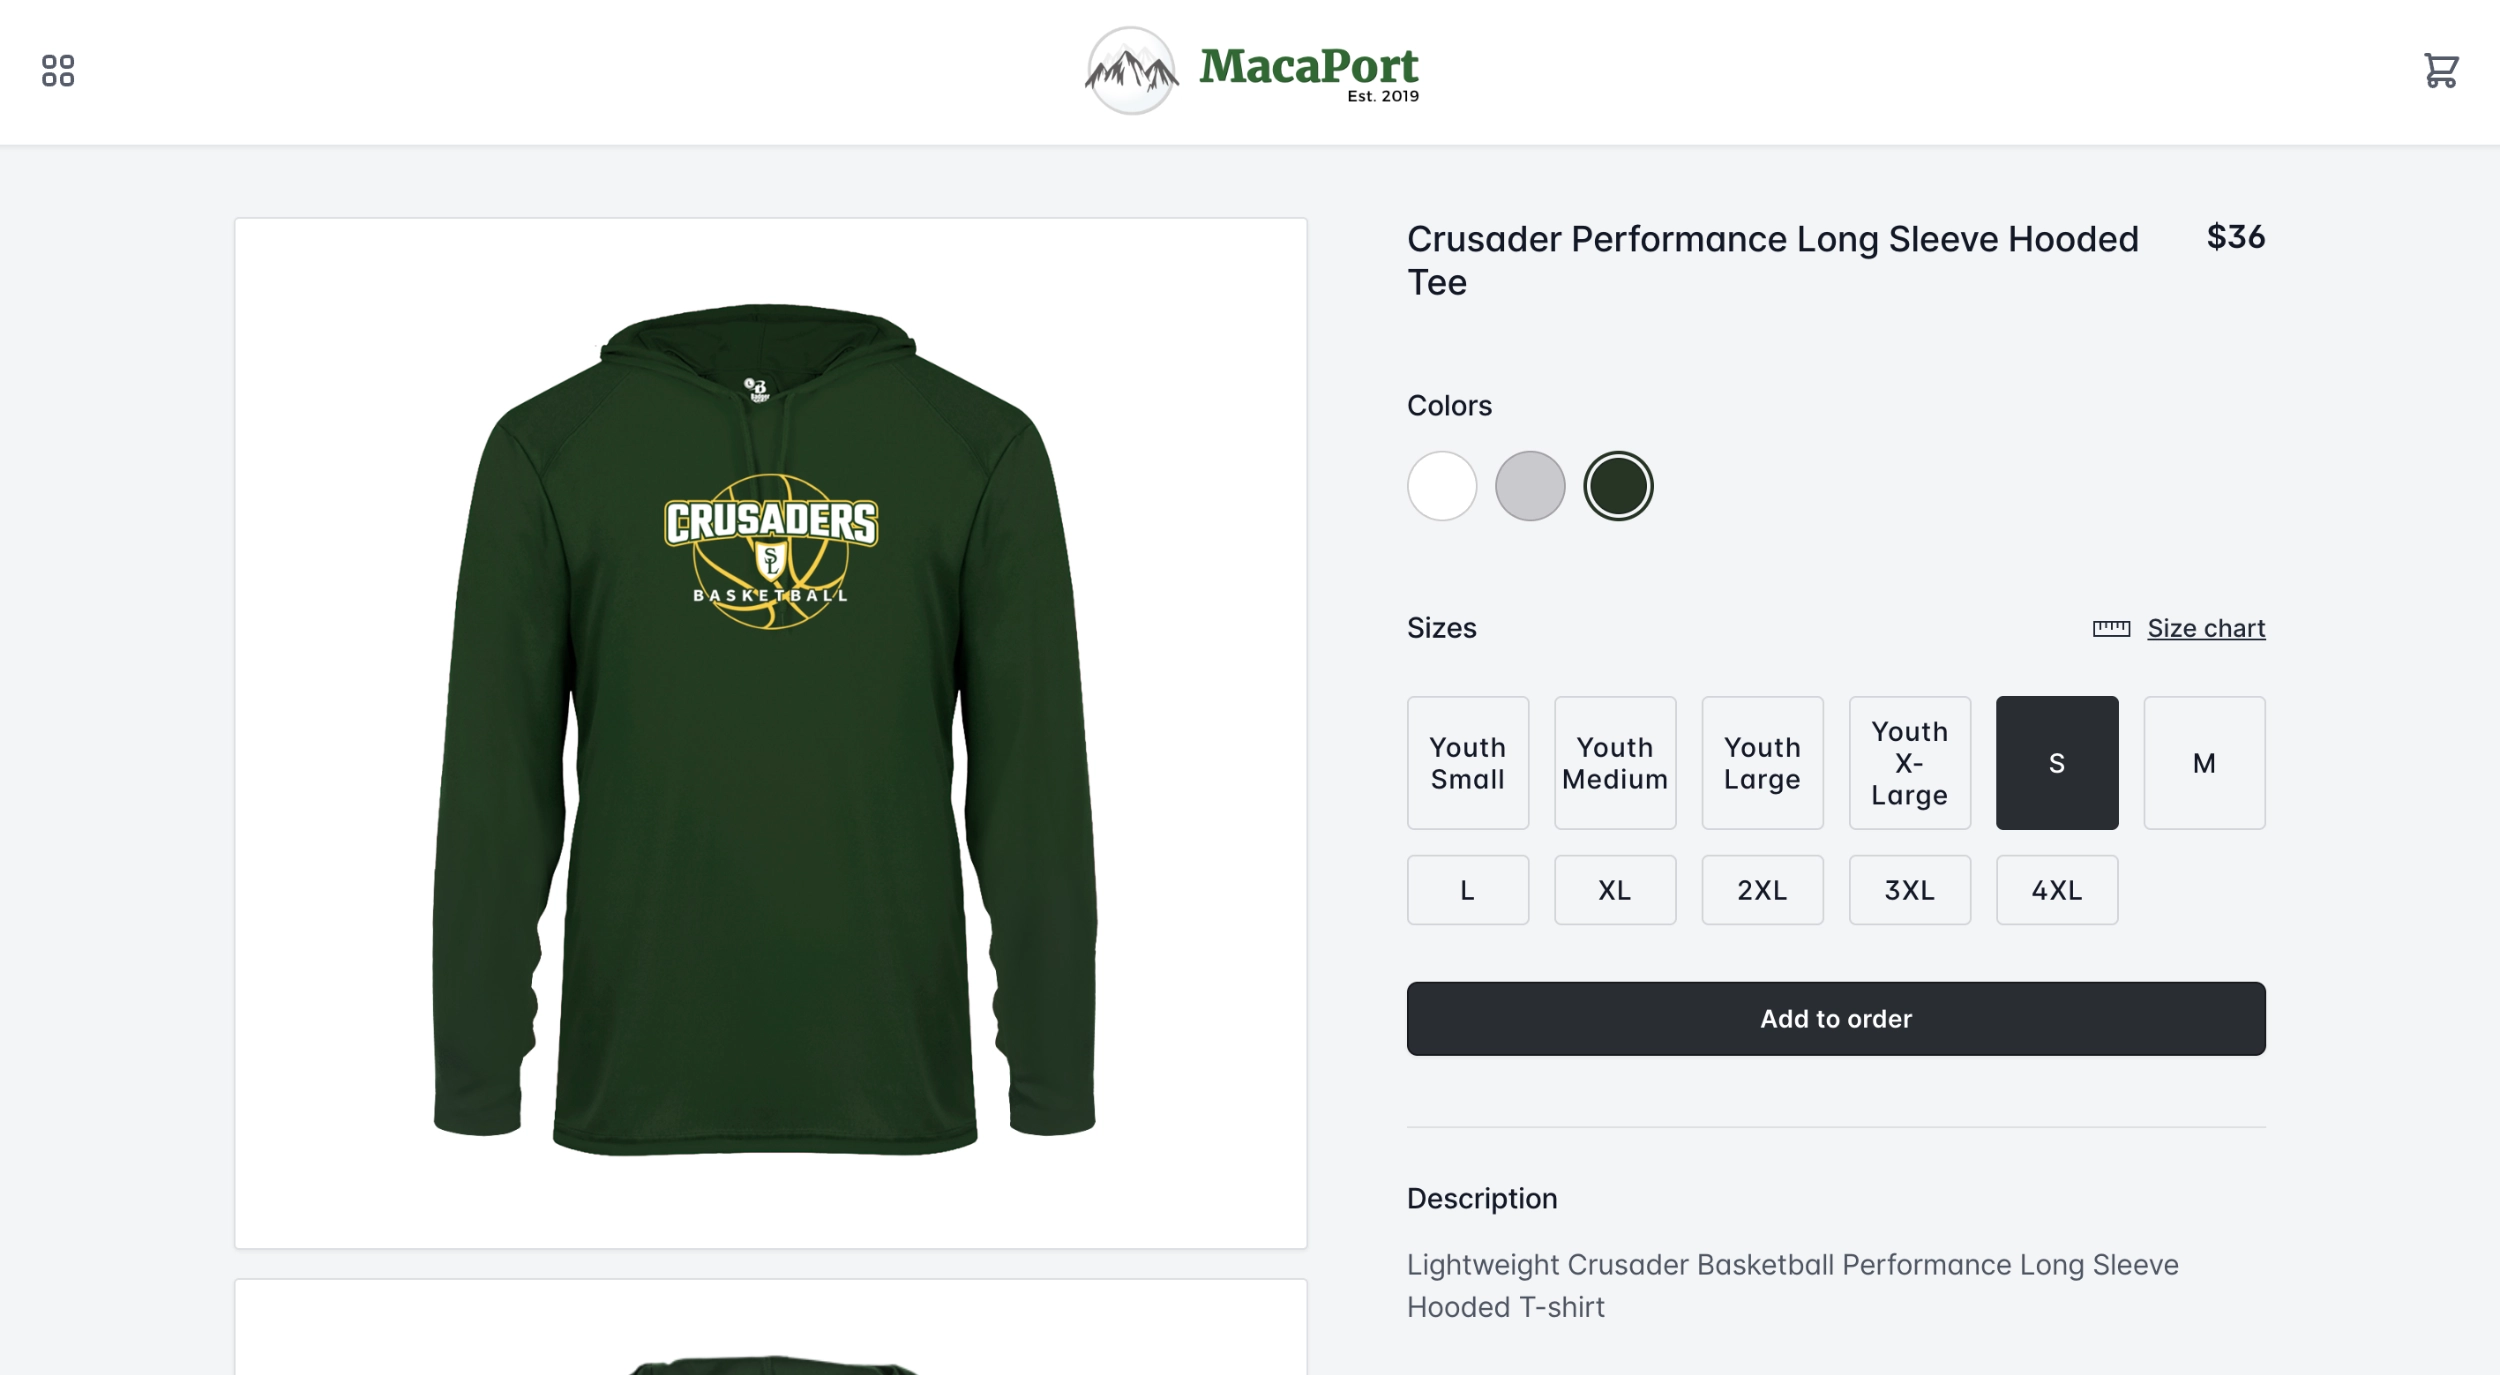 MacaPort
Est. 2019
Crusader Performance Long Sleeve Hooded
Tee
$36
CRUSADERS
SL
BASKETBALL
Colors
Sizes
Size chart
Youth
Small
Youth
Medium
Youth
Large
Youth
X-
Large
S
M
L
XL
2XL
3XL
4XL
Add to order
Description
Lightweight Crusader Basketball Performance Long Sleeve
Hooded T-shirt